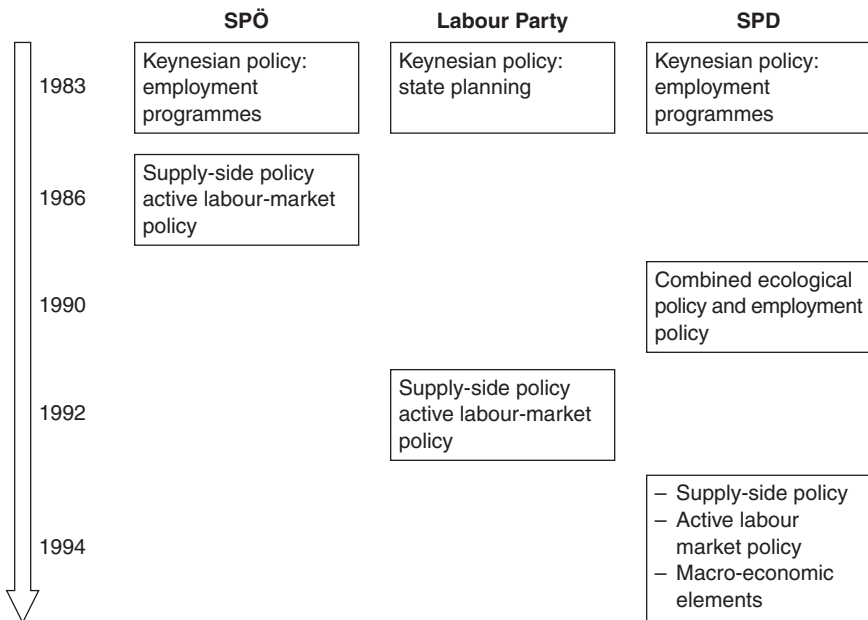 SPÖ Labour Party SPD
1983
Keynesian policy:
employment
programmes
Keynesian policy:
state planning
Keynesian policy:
employment
programmes
1986
Supply-side policy
active labour-market
policy
1990
Combined ecological
policy and employment
policy
1992
Supply-side policy
active labour-market
policy
1994
– Supply-side policy
– Active labour
market policy
– Macro-economic
elements